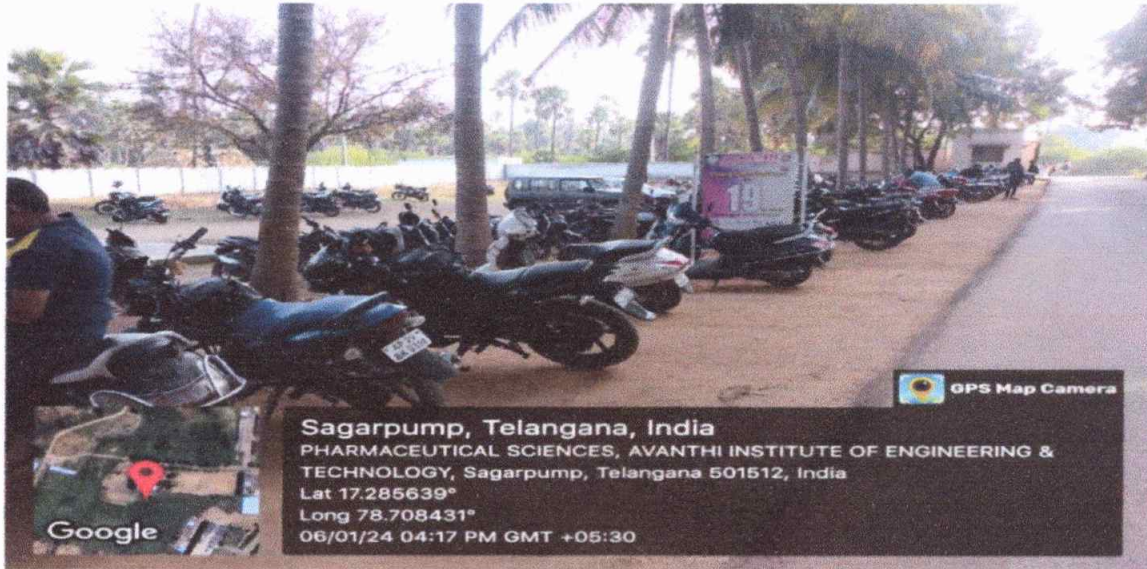 19
GPS Map Camera
Sagarpump, Telangana, India
PHARMACEUTICAL SCIENCES, AVANTHI INSTITUTE OF ENGINEERING &
TECHNOLOGY, Sagarpump, Telangana 501512, India
Lat 17.285639°
Long 78.708431°
06/01/24 04:17 PM GMT +05:30
Google